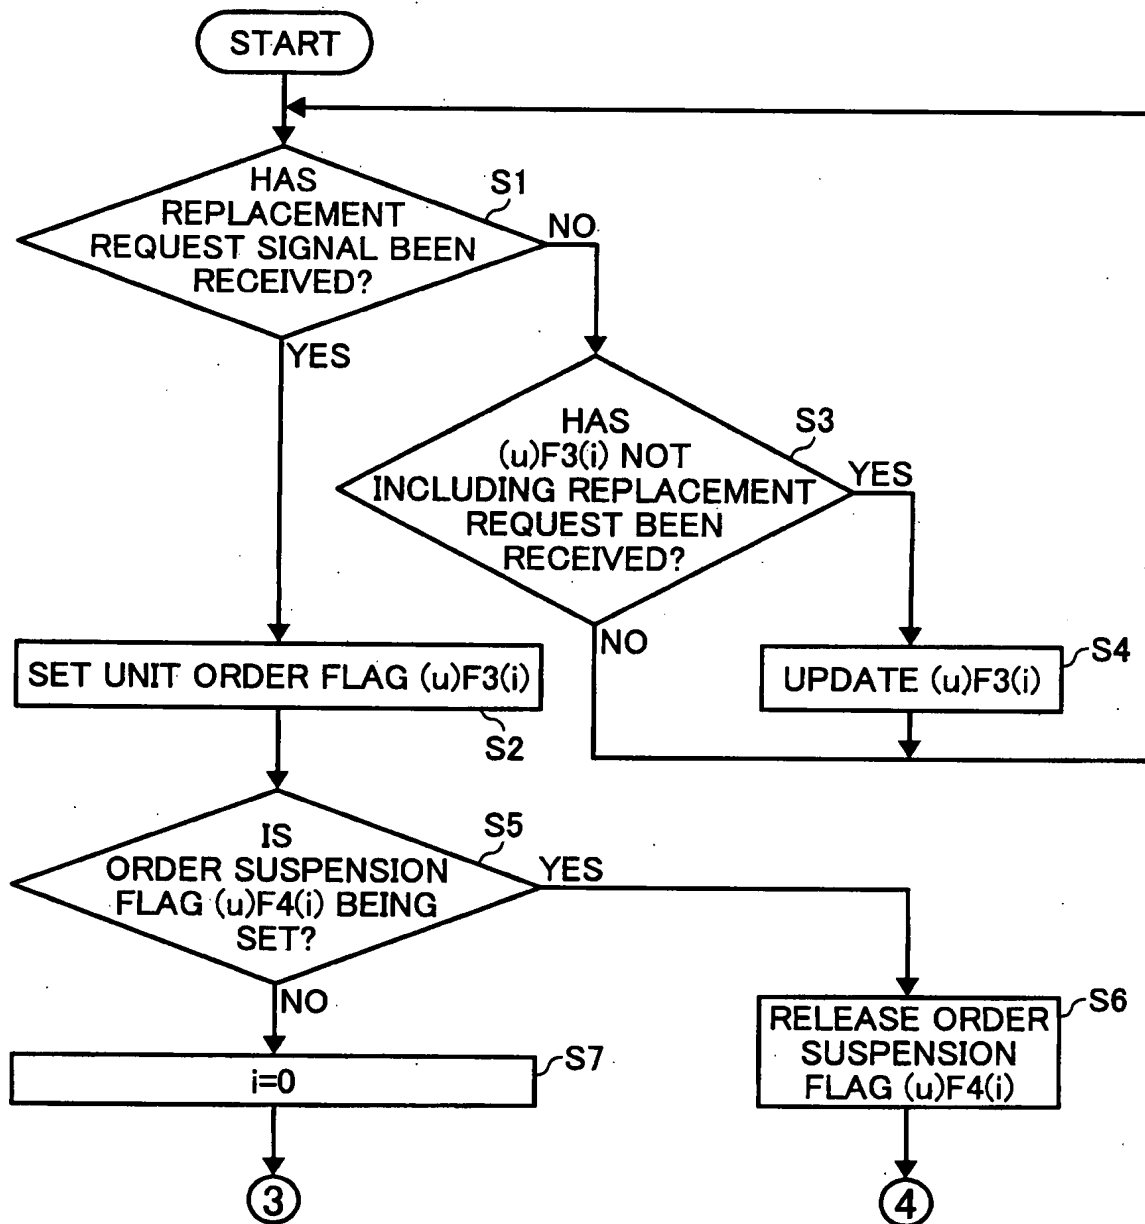 START
HAS
REPLACEMENT
REQUEST SIGNAL BEEN
RECEIVED?
S1
NO
YES
HAS
(u)F3(i) NOT
INCLUDING REPLACEMENT
REQUEST BEEN
RECEIVED?
S3
YES
NO
SET UNIT ORDER FLAG (u)F3(i)
S2
UPDATE (u)F3(i)
S4
IS
ORDER SUSPENSION
FLAG (u)F4(i) BEING
SET?
S5
YES
NO
RELEASE ORDER
SUSPENSION
FLAG (u)F4(i)
S6
i=0
S7
3
4